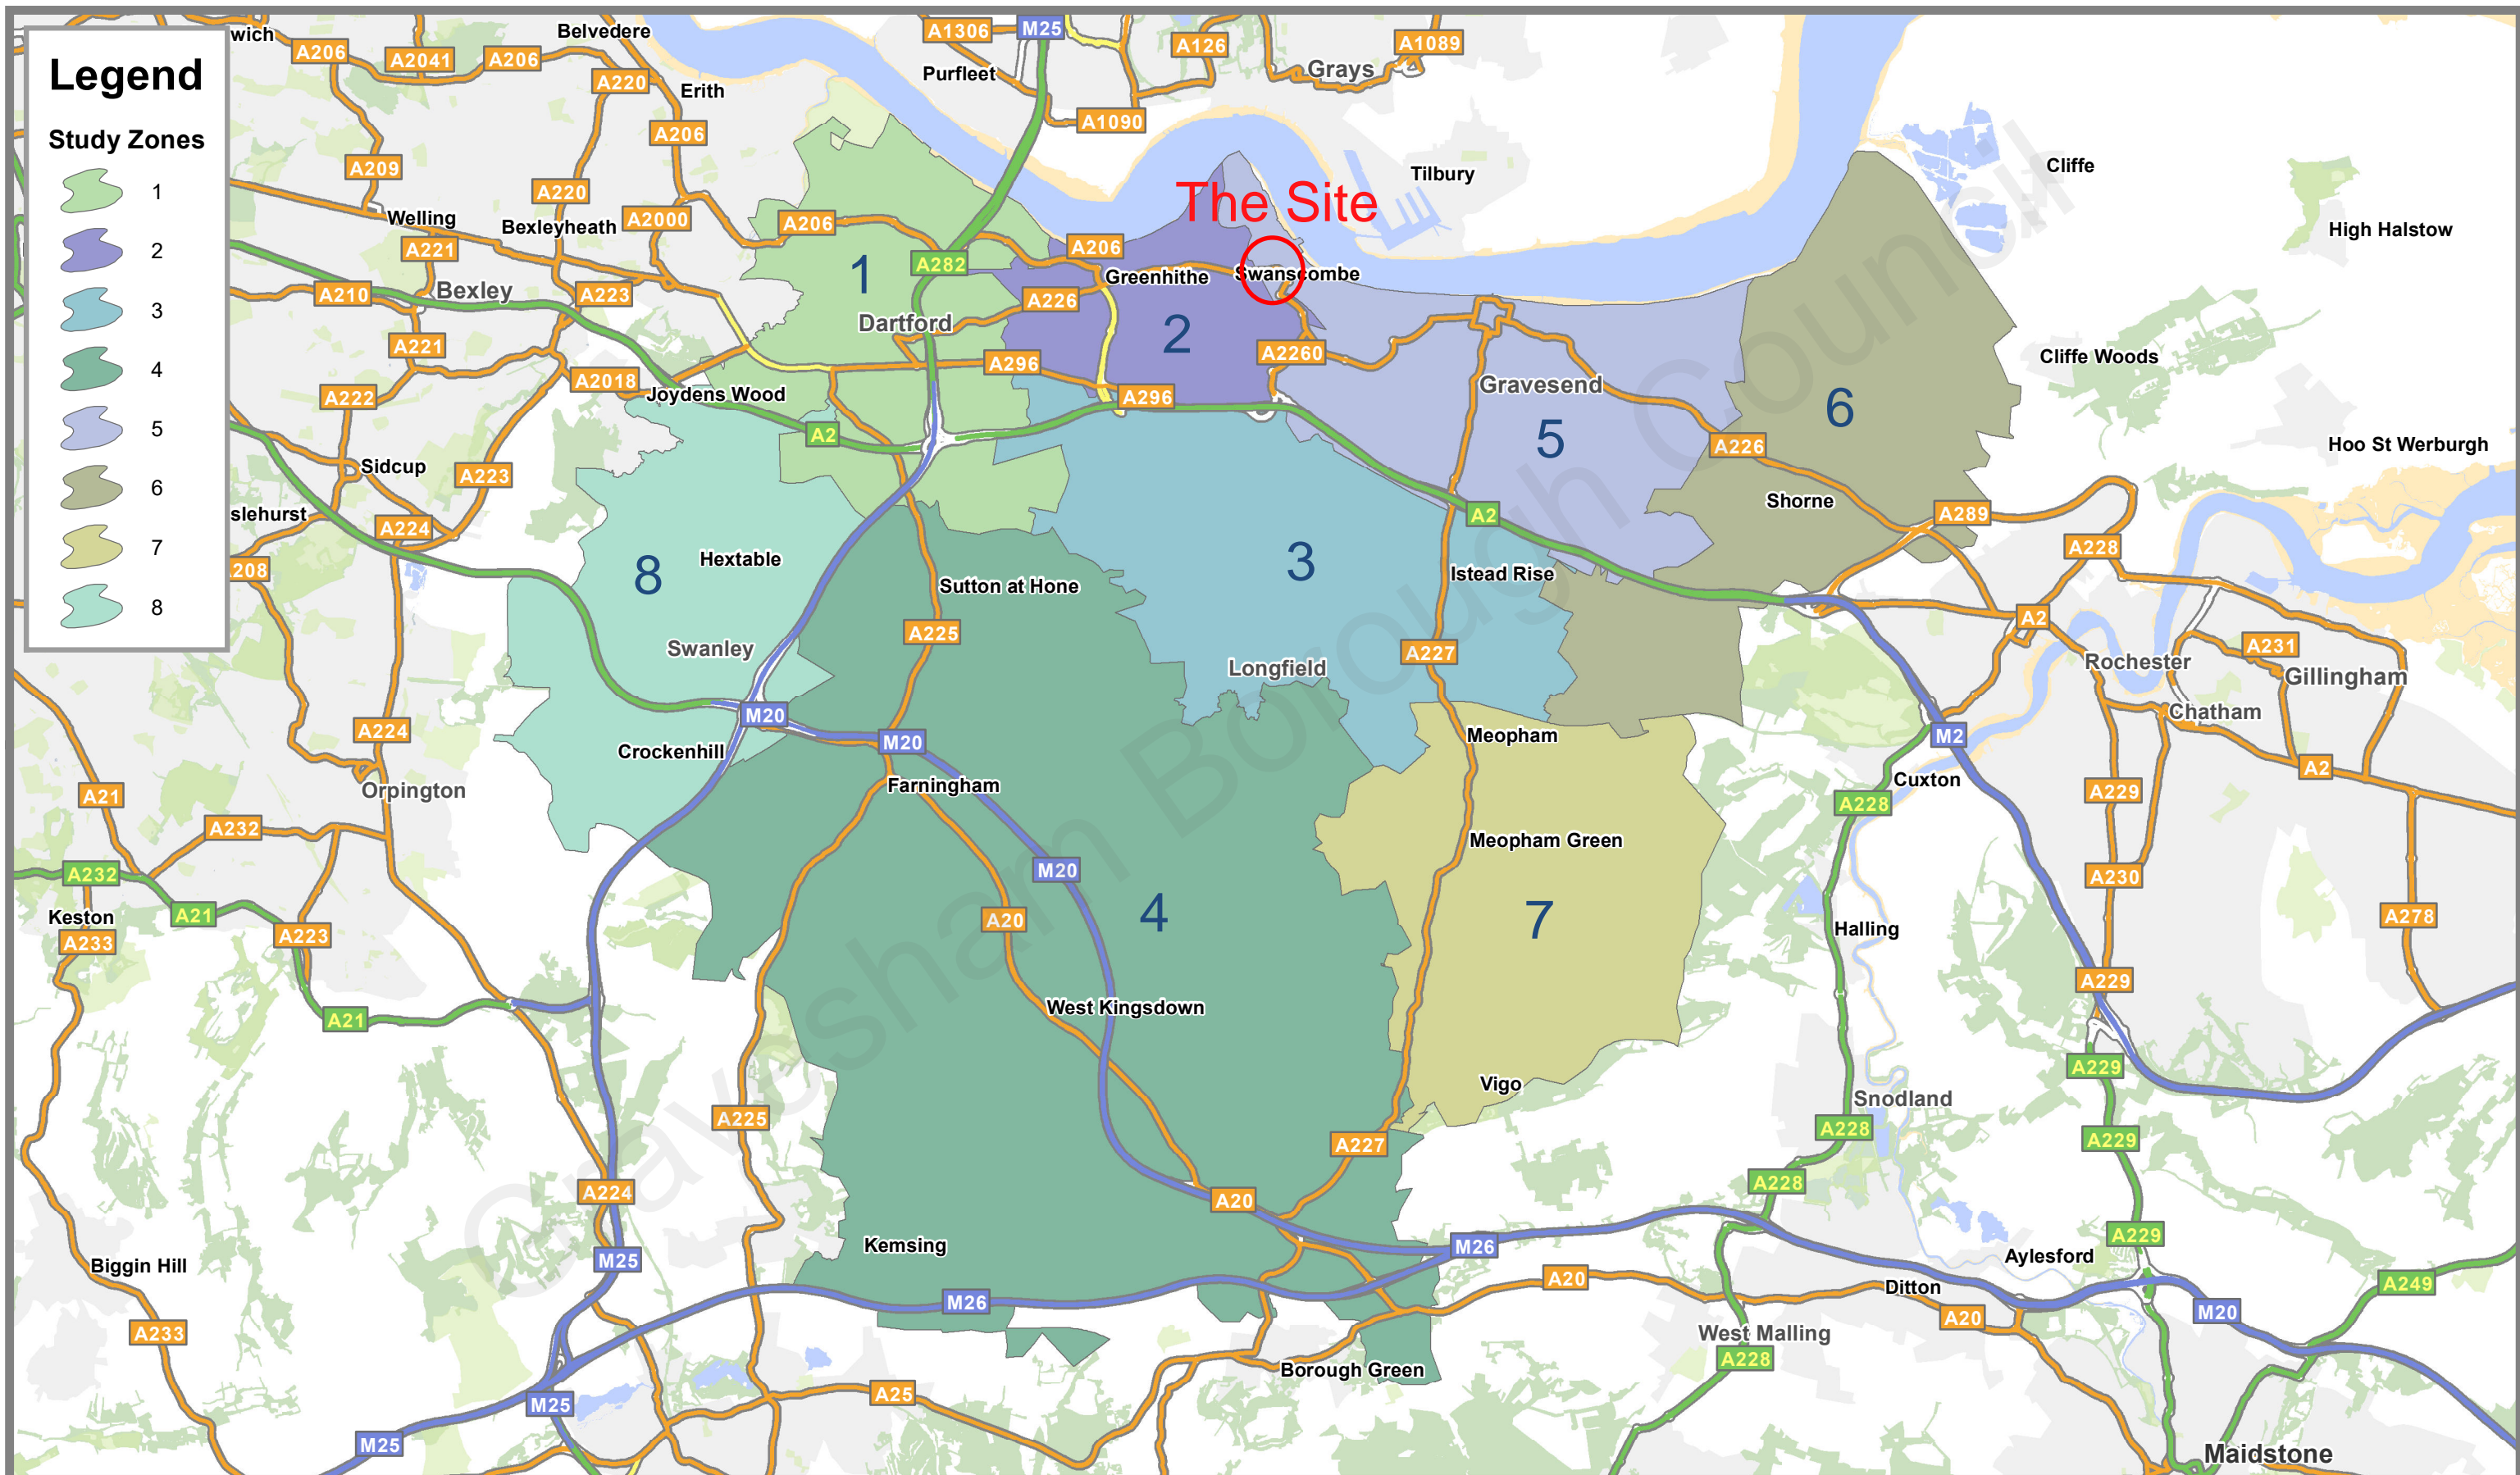 Legend
Study Zones
1
2
3
4
5
6
7
8
wich
A206
A2041
A206
Belvedere
A220
Erith
A206
A1306
M25
Purfleet
A126
A1089
Grays
A1090
Tilbury
The Site
Cliffe
High Halstow
A209
A220
Welling
Bexleyheath
A2000
A221
A206
A282
1
A206
Greenhithe
Swanscombe
A210
Bexley
A223
A226
Dartford
2
A221
A2260
Cliffe Woods
A296
A2018
Joydens Wood
A222
A296
Gravesend
6
A2
5
A226
Hoo St Werburgh
Sidcup
A223
slehurst
A224
A2
Shorne
A289
208
8
Hextable
Sutton at Hone
3
Istead Rise
A228
A225
Swanley
Longfield
A227
A2
A231
Rochester
Gillingham
Chatham
A224
M20
M20
Crockenhill
Meopham
M2
A2
Farningham
Cuxton
Orpington
A21
A228
A229
A232
Meopham Green
A232
M20
A230
Keston
A21
A20
4
7
A278
A233
A223
Halling
A229
A21
West Kingsdown
A229
Vigo
Snodland
A225
A228
A229
A227
A224
A20
A228
Kemsing
M26
A229
Biggin Hill
M25
Aylesford
A20
Ditton
A249
M26
A20
M20
A233
West Malling
A228
Borough Green
A25
M25
M25
Maidstone
Gravesham Borough Council